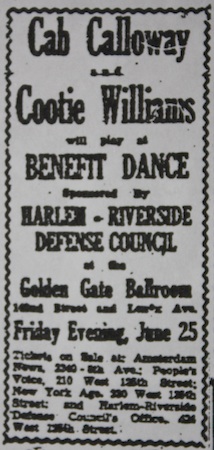 Cab Calloway
and
Cootie Williams
will play at
BENEFIT DANCE
Sponsored By
HARLEM - RIVERSIDE
DEFENSE COUNCIL
at the
Golden Gate Ballroom
142nd Street and Lenox Ave.
Friday Evening, June 25
Tickets on Sale at: Amsterdam
News, 2340 - 8th Ave.; People's
Voice, 210 West 125th Street;
New York Age, 230 West 135th
Street; and Harlem-Riverside
Defense Council's Office,
West 125th Street.